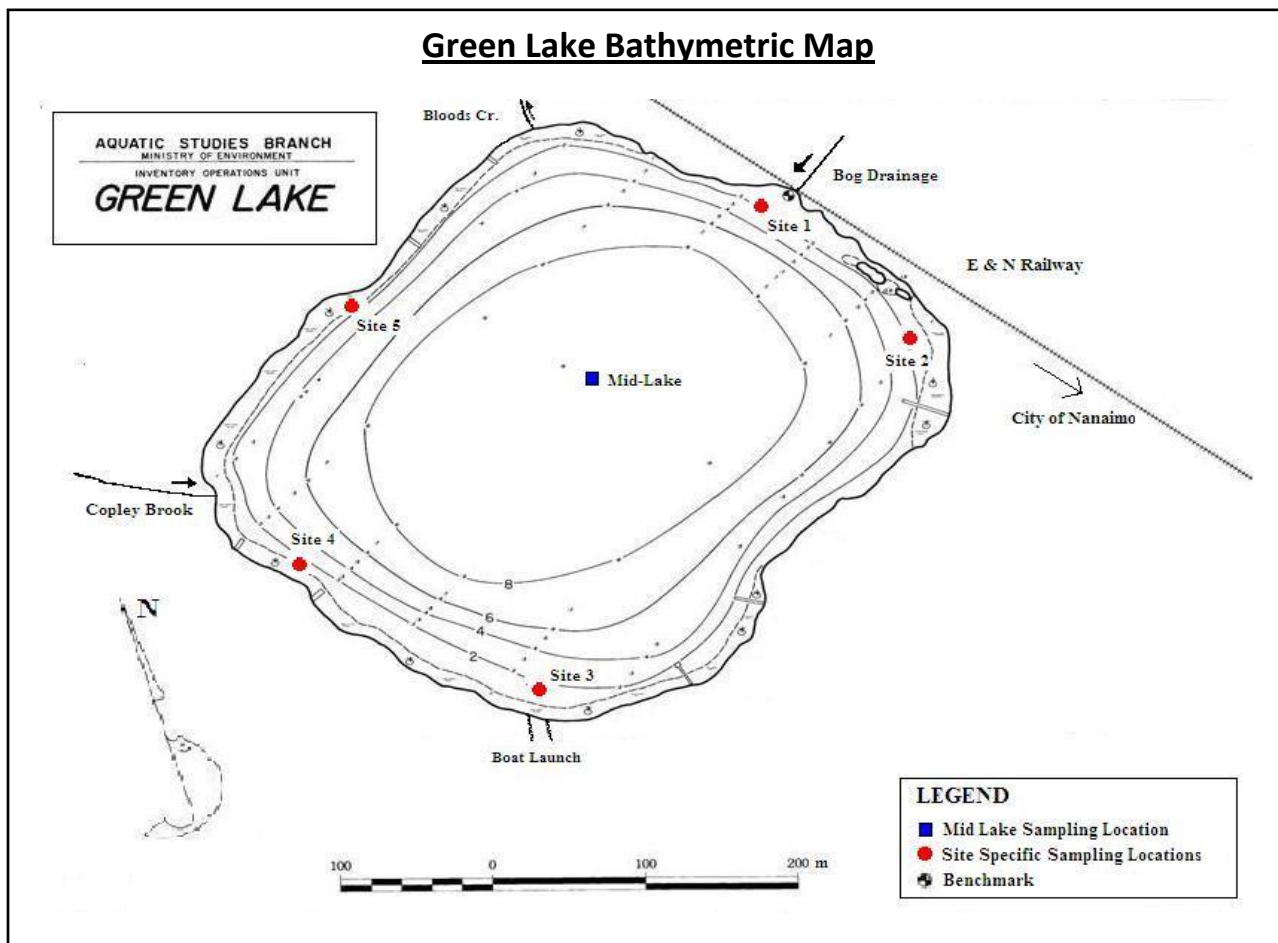 Green Lake Bathymetric Map
AQUATIC STUDIES BRANCH
MINISTRY OF ENVIRONMENT
INVENTORY OPERATIONS UNIT
GREEN LAKE
Bloods Cr.
Bog Drainage
Site 1
E & N Railway
Site 5
Site 2
Mid-Lake
City of Nanaimo
Copley Brook
Site 4
8
N
6
4
2
Site 3
Boat Launch
LEGEND
Mid Lake Sampling Location
Site Specific Sampling Locations
Benchmark
100 0 100 200 m